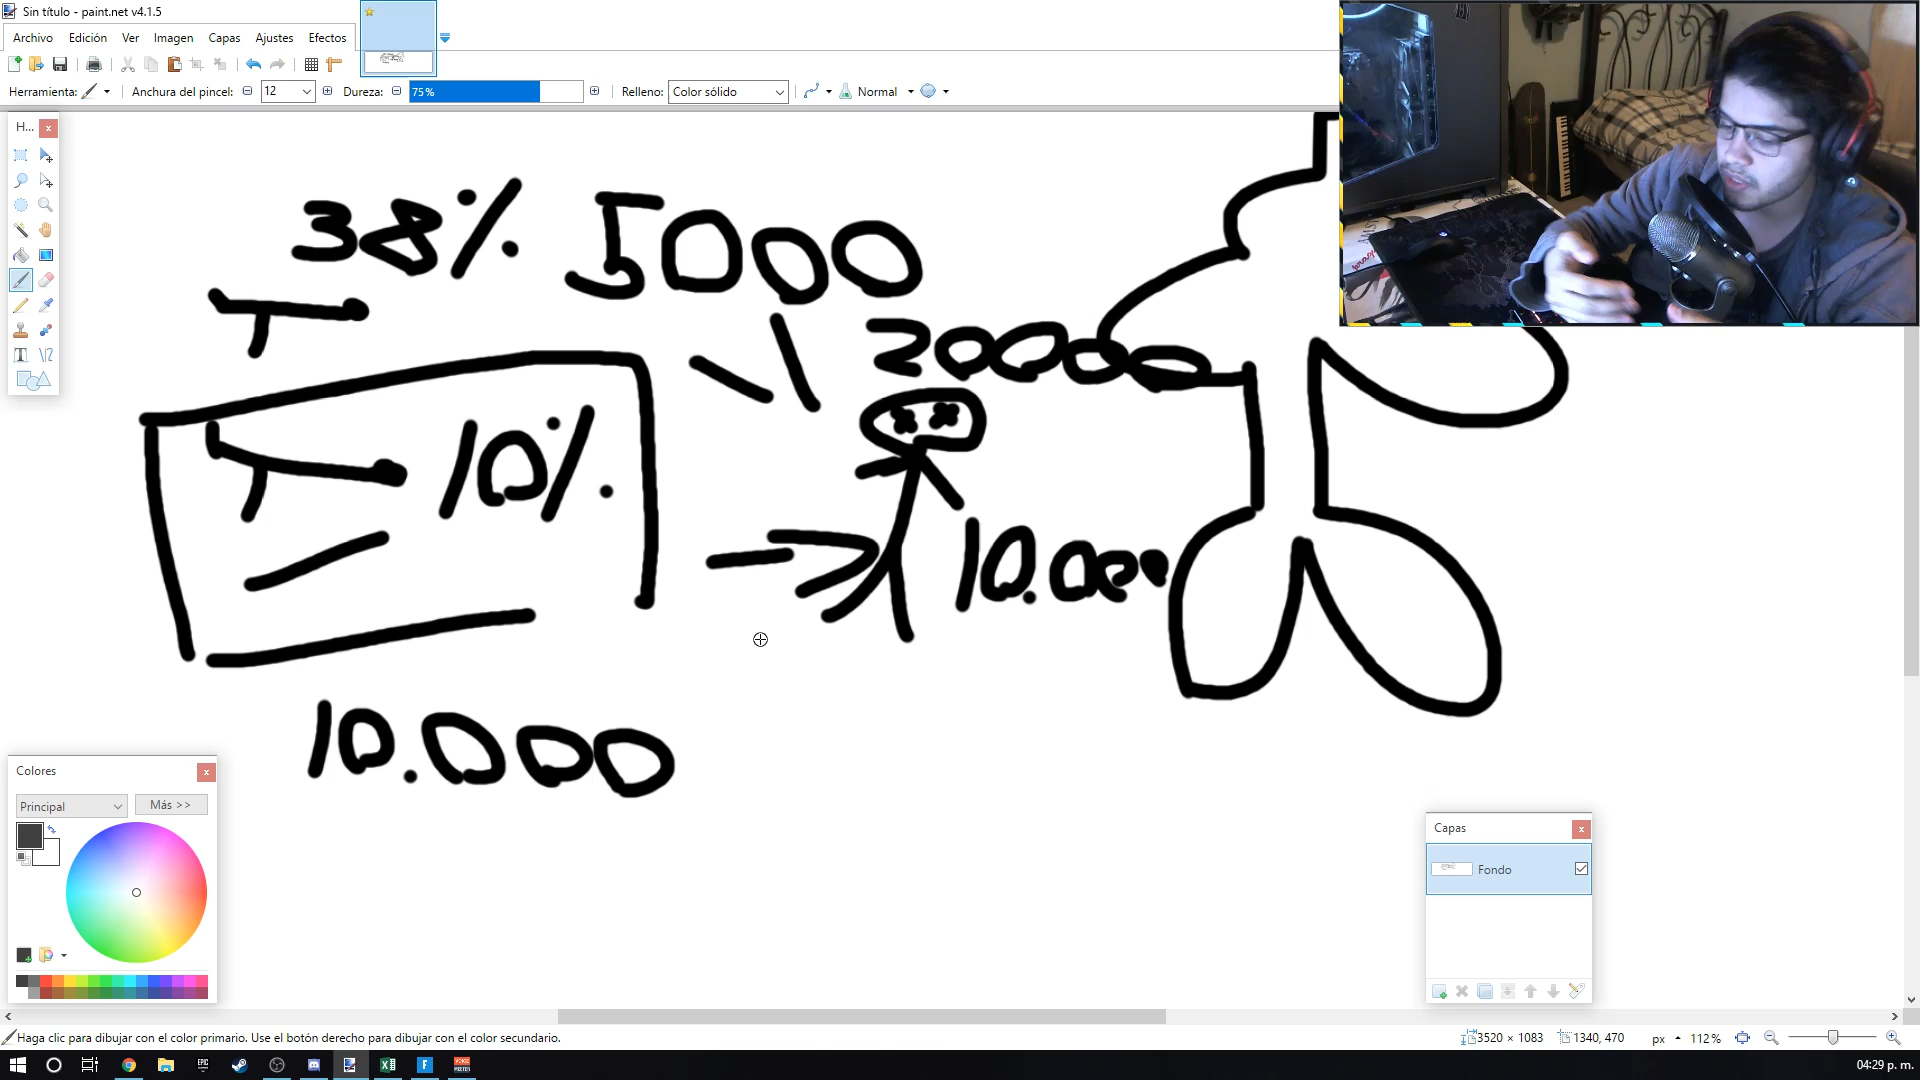 Sin título - paint.net v4.1.5
Archivo Edición Ver Imagen Capas Ajustes Efectos
Herramienta: Anchura del pincel: 12 Dureza: 75% Relleno: Color sólido Normal
H...
38% 5000
20000
10%
10.000
10.000
Colores
Principal Más >>
Capas
Fondo
Haga clic para dibujar con el color primario. Use el botón derecho para dibujar con el color secundario. 3520 × 1083 1340, 470 px 112%
EPIC
04:29 p. m.